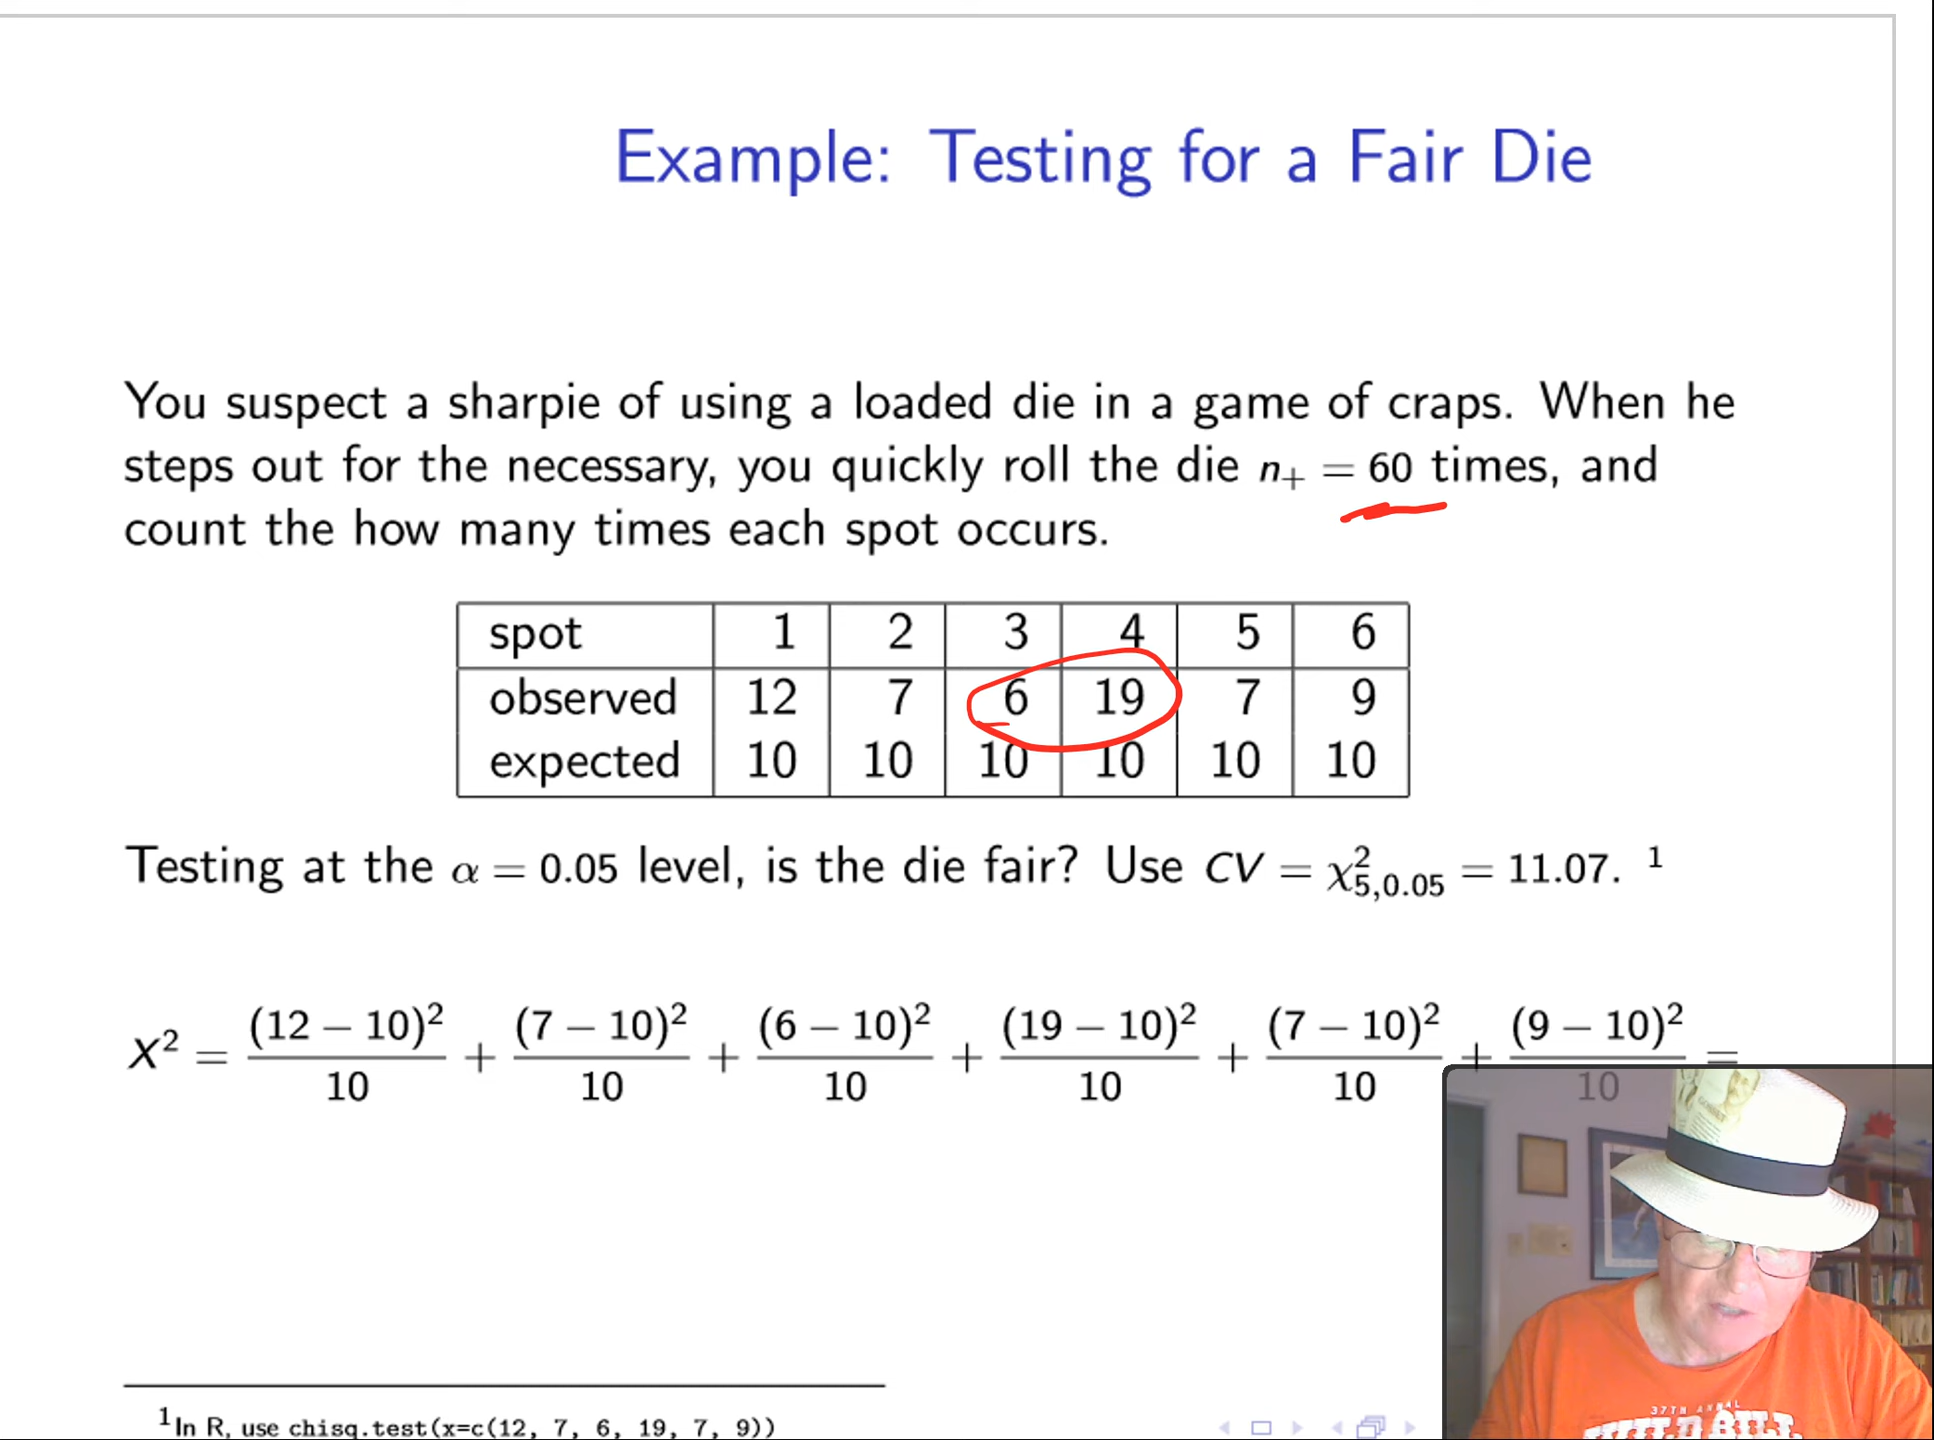 Example: Testing for a Fair Die
You suspect a sharpie of using a loaded die in a game of craps. When he
steps out for the necessary, you quickly roll the die n₊ = 60 times, and
count the how many times each spot occurs.
spot 1 2 3 4 5 6
observed 12 7 6 19 7 9
expected 10 10 10 10 10 10
Testing at the α = 0.05 level, is the die fair? Use CV = χ²₅,₀.₀₅ = 11.07. ¹
X² = (12 − 10)²/10 + (7 − 10)²/10 + (6 − 10)²/10 + (19 − 10)²/10 + (7 − 10)²/10 + (9 − 10)²/10 =
37TH ANNUAL
WILD BILL
¹In R, use chisq.test(x=c(12, 7, 6, 19, 7, 9))